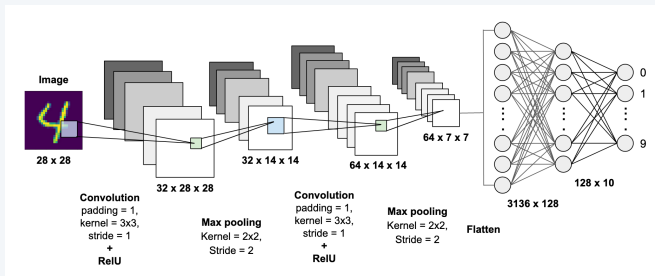 Image
28 x 28
32 x 28 x 28
32 x 14 x 14
64 x 14 x 14
64 x 7 x 7
3136 x 128
128 x 10
0
1
9
Convolution
padding = 1,
kernel = 3x3,
stride = 1
+
RelU
Max pooling
Kernel = 2x2,
Stride = 2
Convolution
padding = 1,
kernel = 3x3,
stride = 1
+
RelU
Max pooling
Kernel = 2x2,
Stride = 2
Flatten